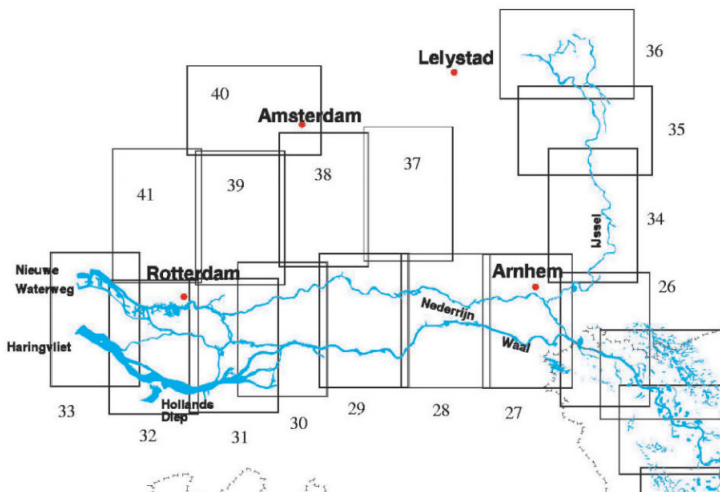 36
Lelystad
40
Amsterdam
35
37
38
39
41
34
IJssel
Nieuwe
Waterweg
Rotterdam
Arnhem
26
Nederrijn
Haringvliet
Waal
Hollands
Diep
33
32
31
30
29
28
27